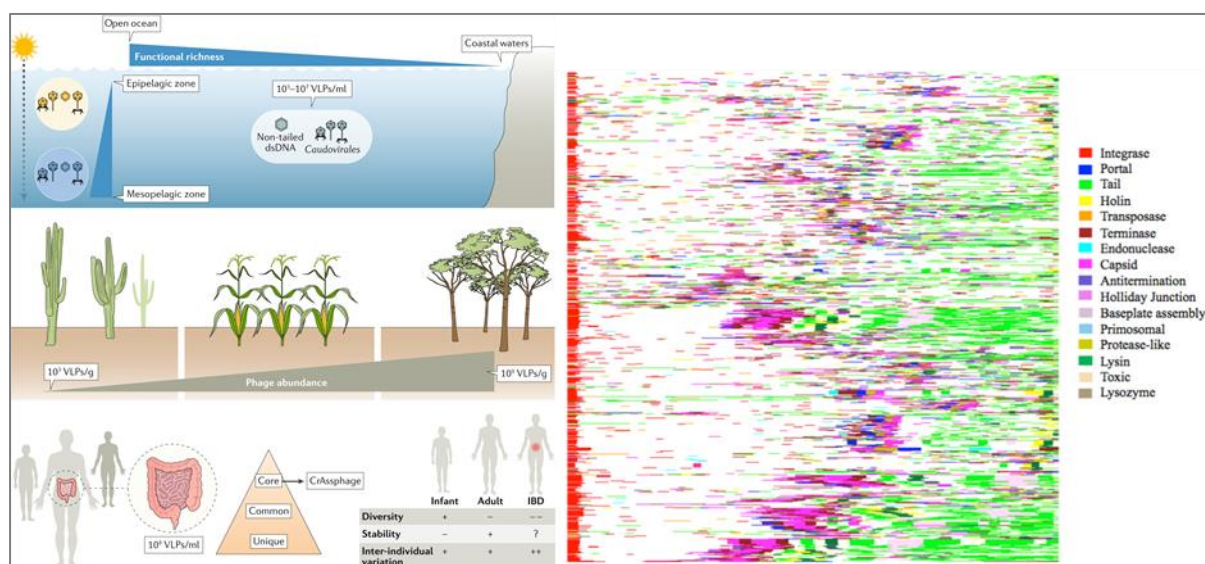 Open ocean
Coastal waters
Functional richness
Epipelagic zone
10⁵–10⁷ VLPs/ml
Non-tailed
dsDNA
Caudovirales
Mesopelagic zone
10³ VLPs/g
10⁹ VLPs/g
Phage abundance
Core
CrAssphage
Common
Unique
10⁹ VLPs/ml
Infant Adult IBD
Diversity + – – –
Stability – + ?
Inter-individual + + ++
variation
Integrase
Portal
Tail
Holin
Transposase
Terminase
Endonuclease
Capsid
Antitermination
Holliday Junction
Baseplate assembly
Primosomal
Protease-like
Lysin
Toxic
Lysozyme